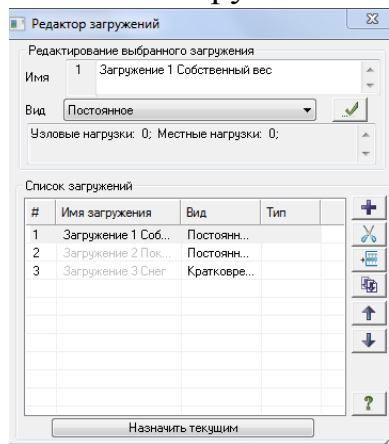 Редактор загружений
Редактирование выбранного загружения
Имя 1 Загружение 1 Собственный вес
Вид Постоянное
Узловые нагрузки: 0; Местные нагрузки: 0;
Список загружений
# Имя загружения Вид Тип
1 Загружение 1 Соб... Постоянн...
2 Загружение 2 Пок... Постоянн...
3 Загружение 3 Снег Кратковре...
?
Назначить текущим